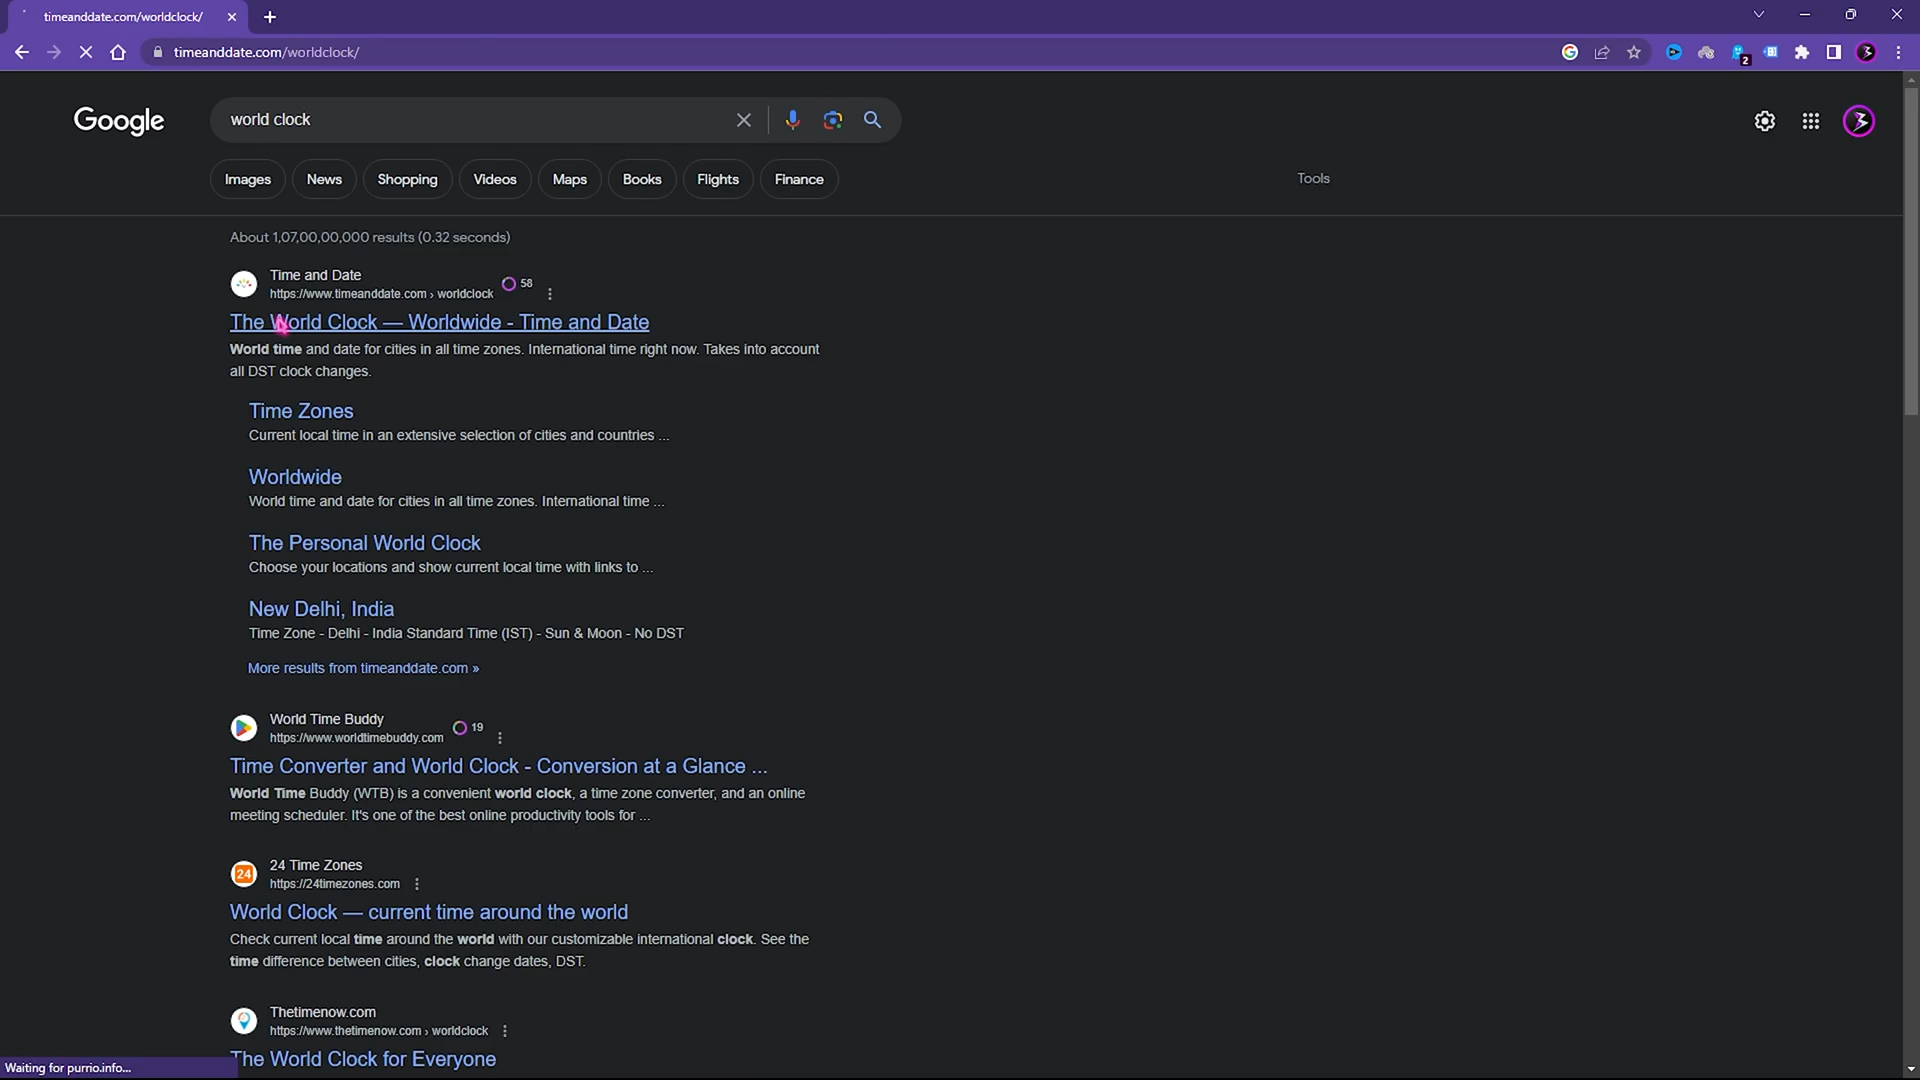 timeanddate.com/worldclock/
timeanddate.com/worldclock/
2
Google
world clock
Images
News
Shopping
Videos
Maps
Books
Flights
Finance
Tools
About 1,07,00,00,000 results (0.32 seconds)
Time and Date
https://www.timeanddate.com › worldclock
58
The World Clock — Worldwide - Time and Date
World time and date for cities in all time zones. International time right now. Takes into account
all DST clock changes.
Time Zones
Current local time in an extensive selection of cities and countries ...
Worldwide
World time and date for cities in all time zones. International time ...
The Personal World Clock
Choose your locations and show current local time with links to ...
New Delhi, India
Time Zone - Delhi - India Standard Time (IST) - Sun & Moon - No DST
More results from timeanddate.com »
World Time Buddy
https://www.worldtimebuddy.com
19
Time Converter and World Clock - Conversion at a Glance ...
World Time Buddy (WTB) is a convenient world clock, a time zone converter, and an online
meeting scheduler. It's one of the best online productivity tools for ...
24
24 Time Zones
https://24timezones.com
World Clock — current time around the world
Check current local time around the world with our customizable international clock. See the
time difference between cities, clock change dates, DST.
Thetimenow.com
https://www.thetimenow.com › worldclock
The World Clock for Everyone
Waiting for purrio.info...